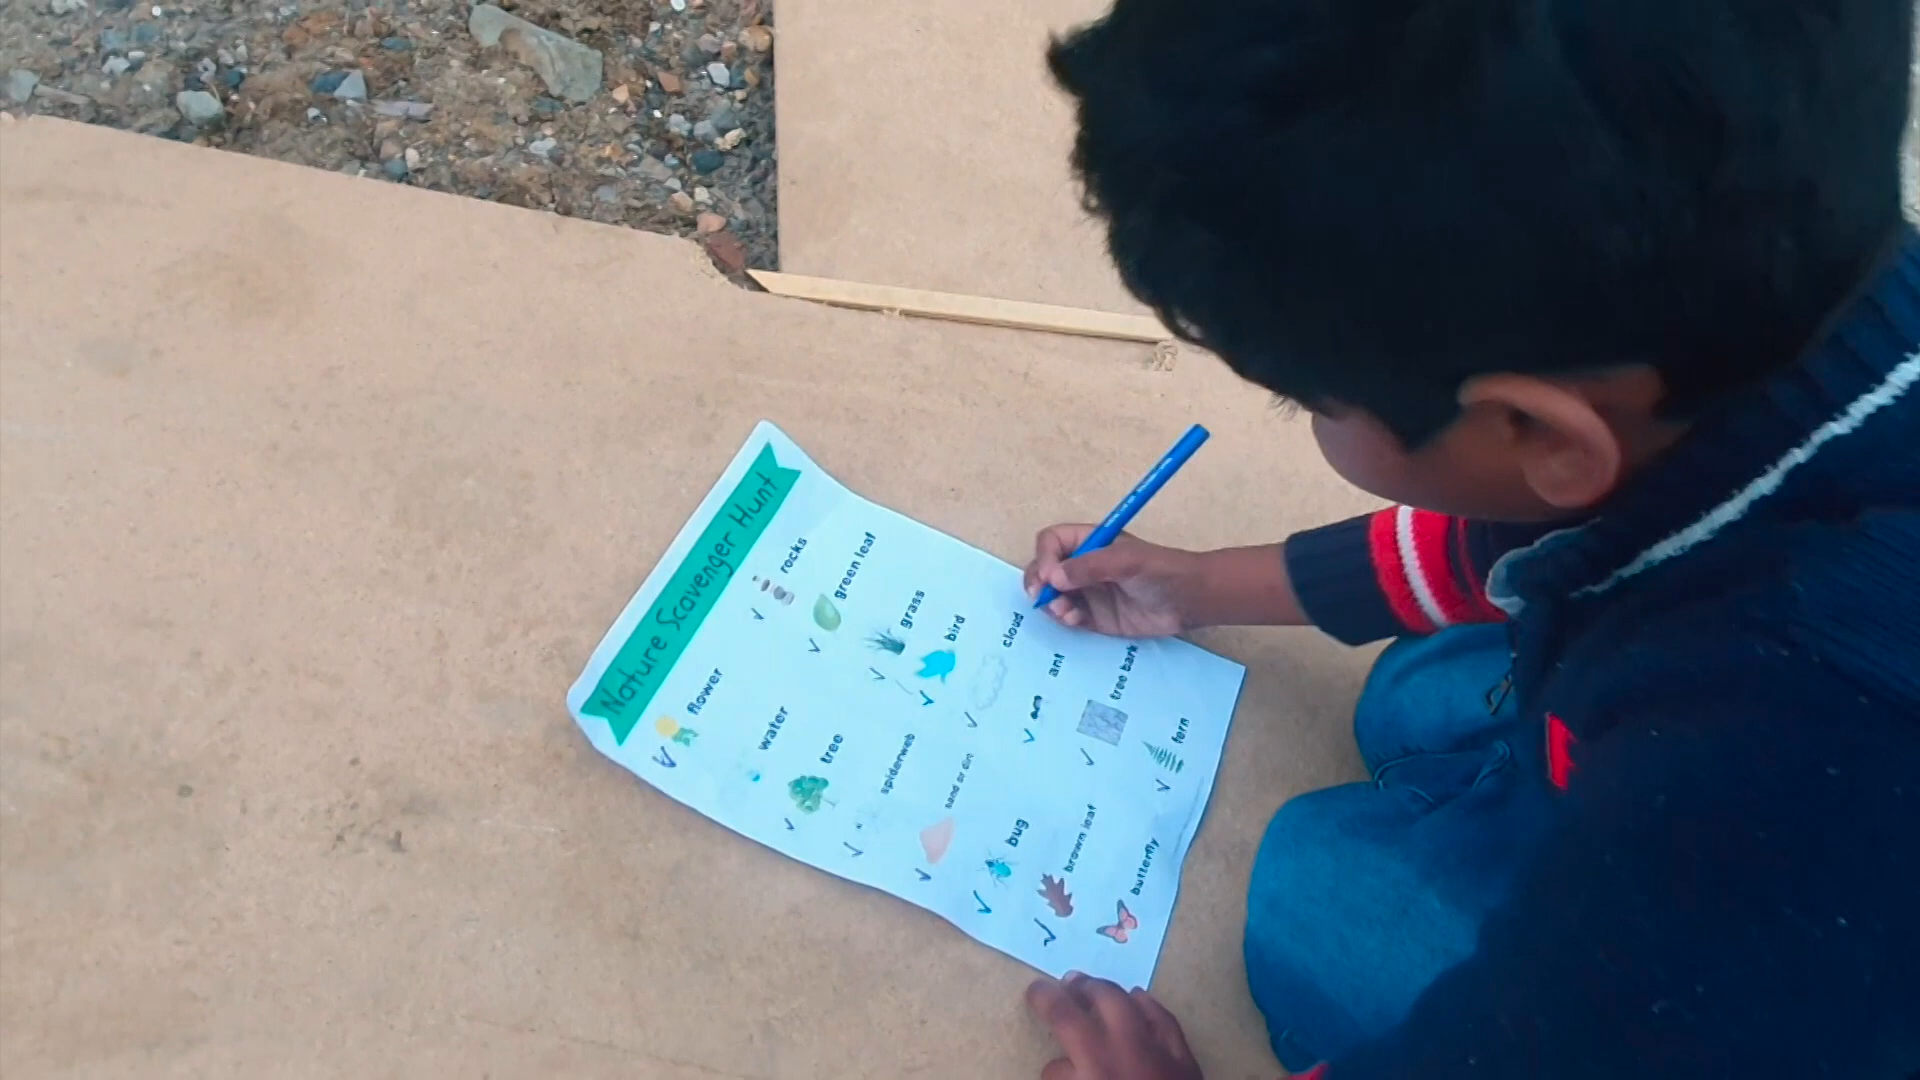 Nature Scavenger Hunt
flower
rocks
water
green leaf
tree
grass
spiderweb
bird
sand or dirt
cloud
bug
ant
brown leaf
tree bark
butterfly
fern